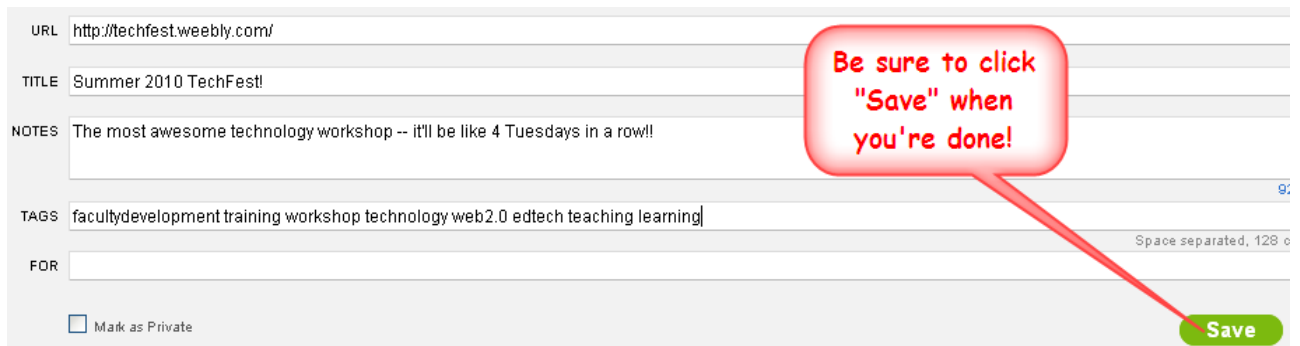 URL http://techfest.weebly.com/
Be sure to click
"Save" when
you're done!
TITLE Summer 2010 TechFest!
NOTES The most awesome technology workshop -- it'll be like 4 Tuesdays in a row!!
92
TAGS facultydevelopment training workshop technology web2.0 edtech teaching learning
Space separated, 128
FOR
Mark as Private
Save